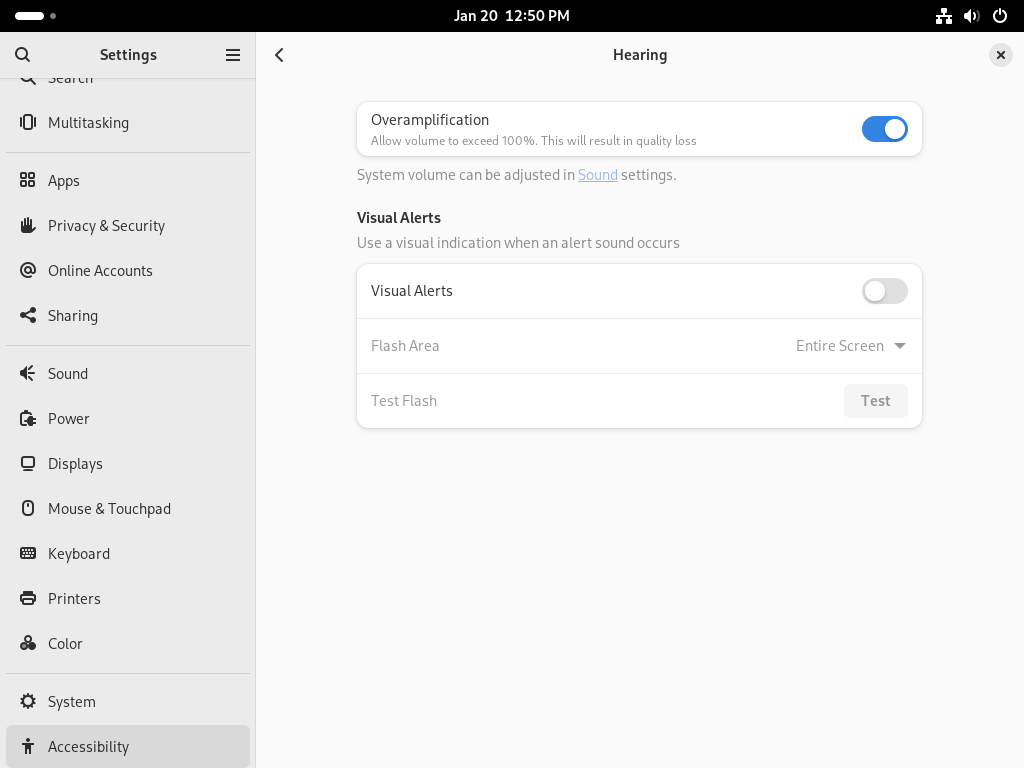 Jan 20 12:50 PM
Settings
Hearing
Search
Multitasking
Apps
Privacy & Security
Online Accounts
Sharing
Sound
Power
Displays
Mouse & Touchpad
Keyboard
Printers
Color
System
Accessibility
Overamplification
Allow volume to exceed 100%. This will result in quality loss
System volume can be adjusted in Sound settings.
Visual Alerts
Use a visual indication when an alert sound occurs
Visual Alerts
Flash Area
Entire Screen
Test Flash
Test